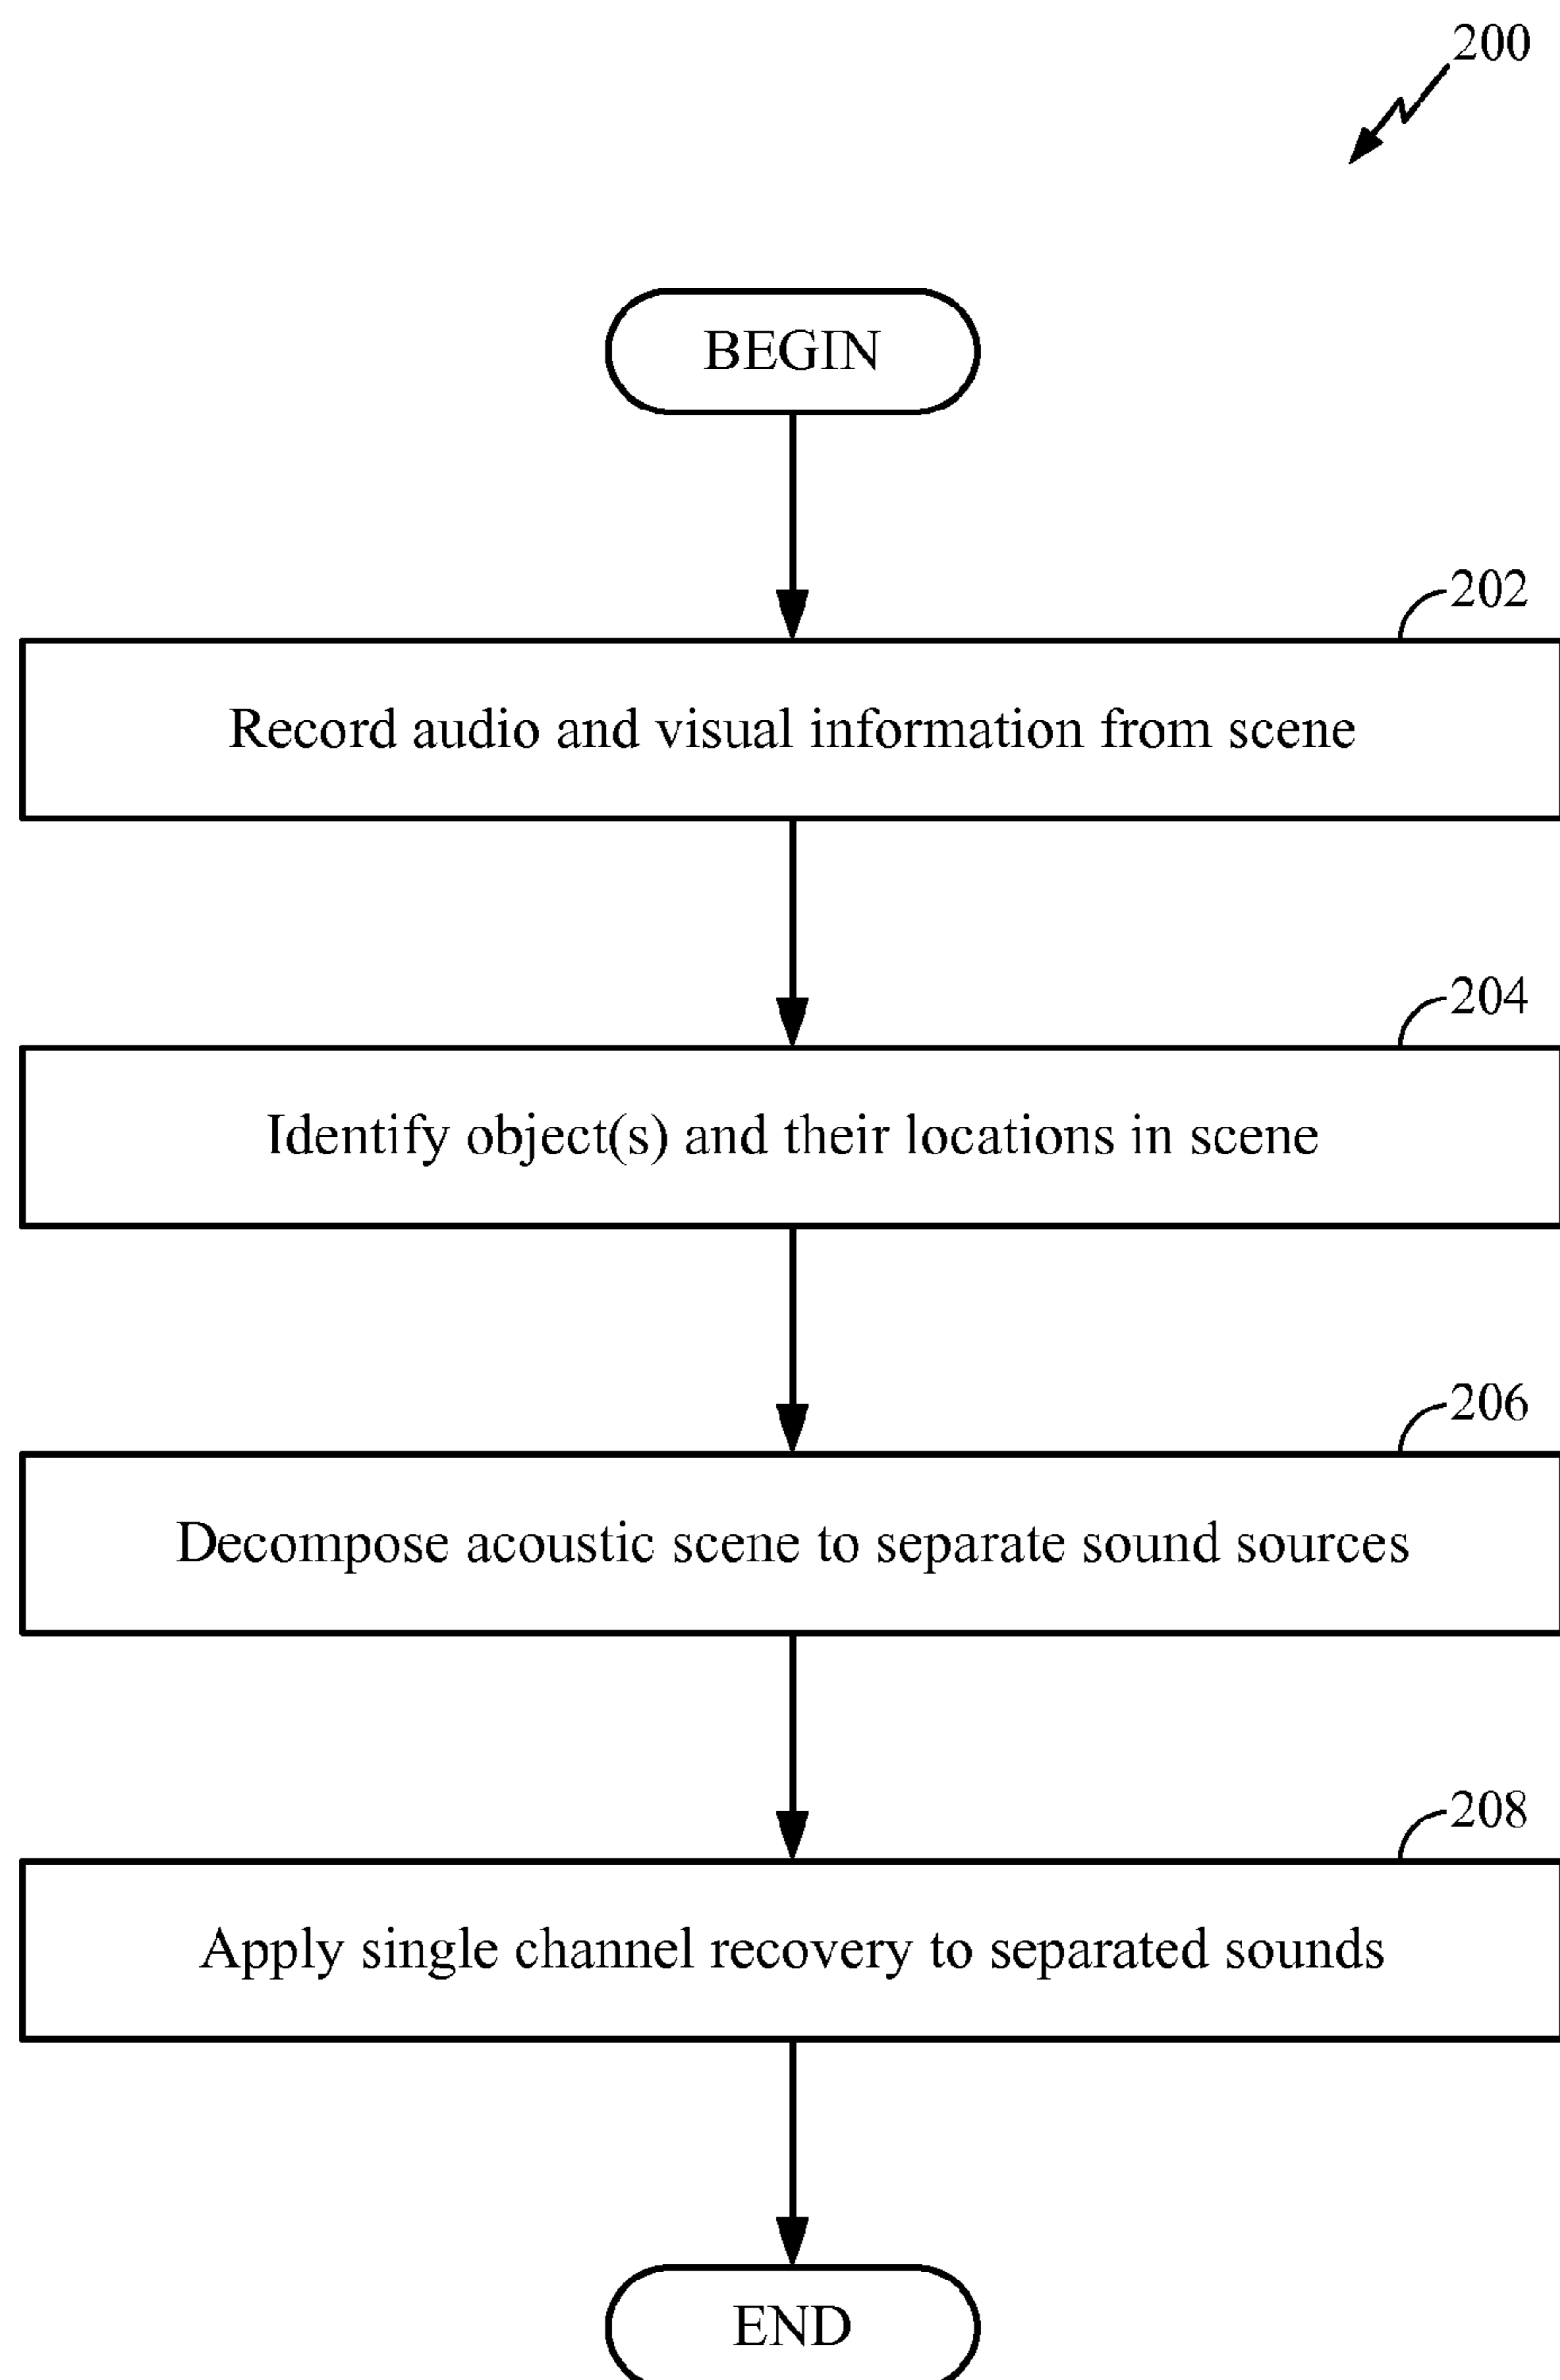 200
BEGIN
202
Record audio and visual information from scene
204
Identify object(s) and their locations in scene
206
Decompose acoustic scene to separate sound sources
208
Apply single channel recovery to separated sounds
END